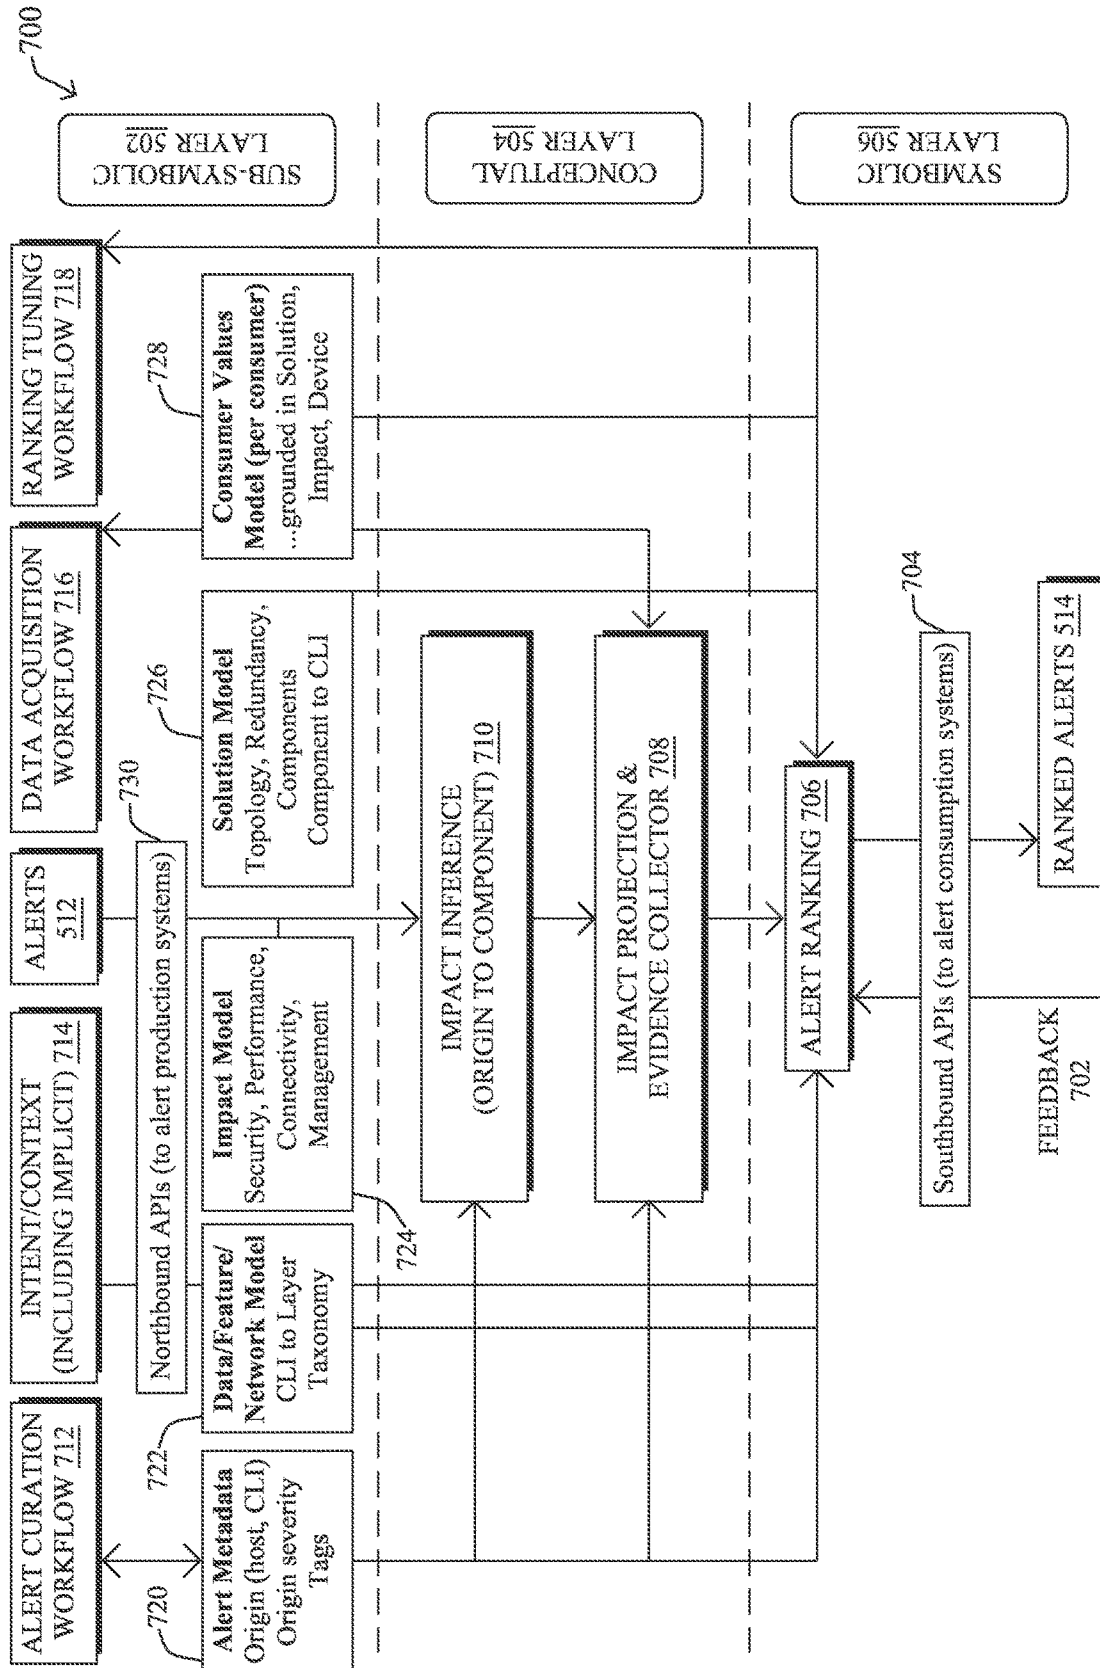 700
ALERT CURATION
WORKFLOW 712
INTENT/CONTEXT
(INCLUDING IMPLICIT) 714
ALERTS
512
DATA ACQUISITION
WORKFLOW 716
RANKING TUNING
WORKFLOW 718
SUB-SYMBOLIC
LAYER 502
730
Northbound APIs (to alert production systems)
720
Alert Metadata
Origin (host, CLI)
Origin severity
Tags
722
Data/Feature/
Network Model
CLI to Layer
Taxonomy
724
Impact Model
Security, Performance,
Connectivity,
Management
726
Solution Model
Topology, Redundancy,
Components
Component to CLI
728
Consumer Values
Model (per consumer)
...grounded in Solution,
Impact, Device
IMPACT INFERENCE
(ORIGIN TO COMPONENT) 710
CONCEPTUAL
LAYER 504
IMPACT PROJECTION &
EVIDENCE COLLECTOR 708
ALERT RANKING 706
SYMBOLIC
LAYER 506
704
Southbound APIs (to alert consumption systems)
FEEDBACK
702
RANKED ALERTS 514